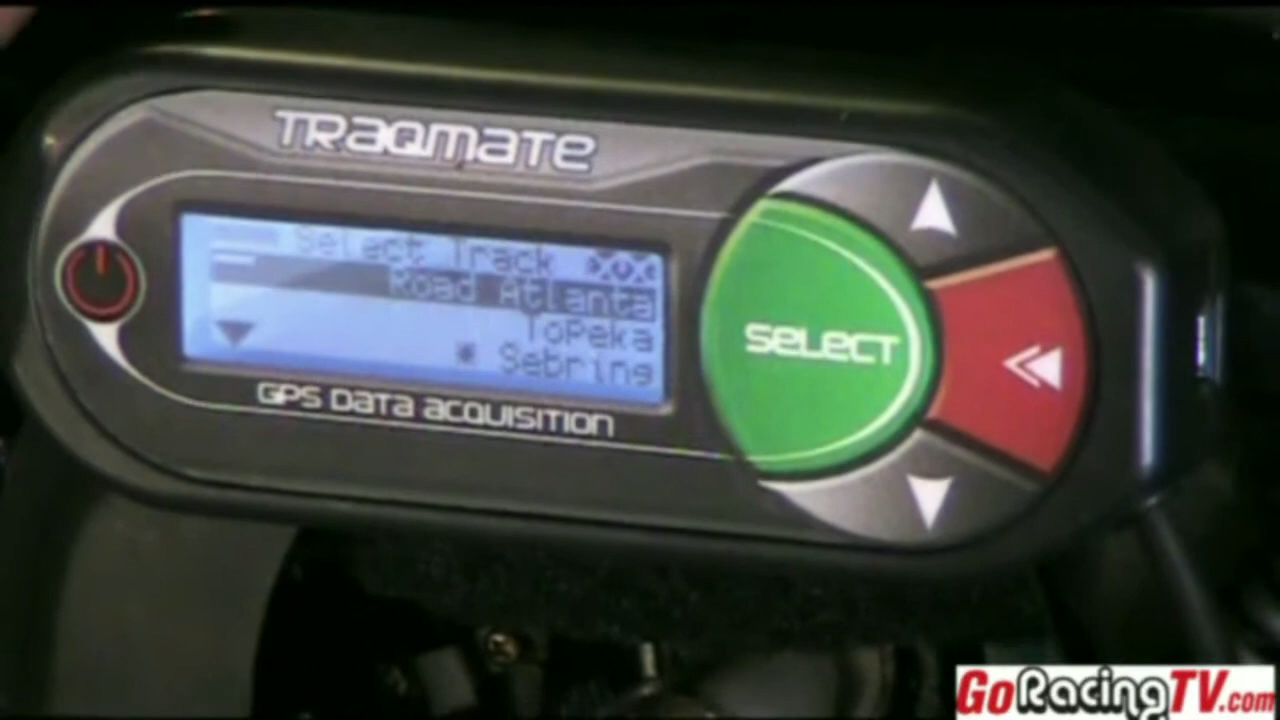 TRAQMATE
Select Track
Road Atlanta
ToPeka
* Sebring
SELECT
GPS DATA ACQUISITION
GoRacingTV.com